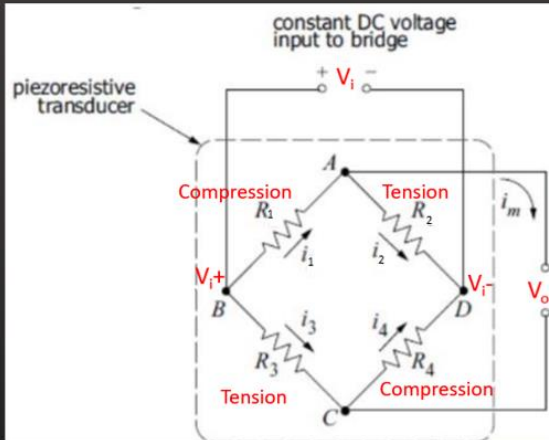 constant DC voltage
input to bridge
+ Vi −
piezoresistive
transducer
A
Compression
Tension
R1
R2
im
i1
i2
Vi+
Vi-
Vo
B
D
i3
i4
R3
R4
Tension
Compression
C